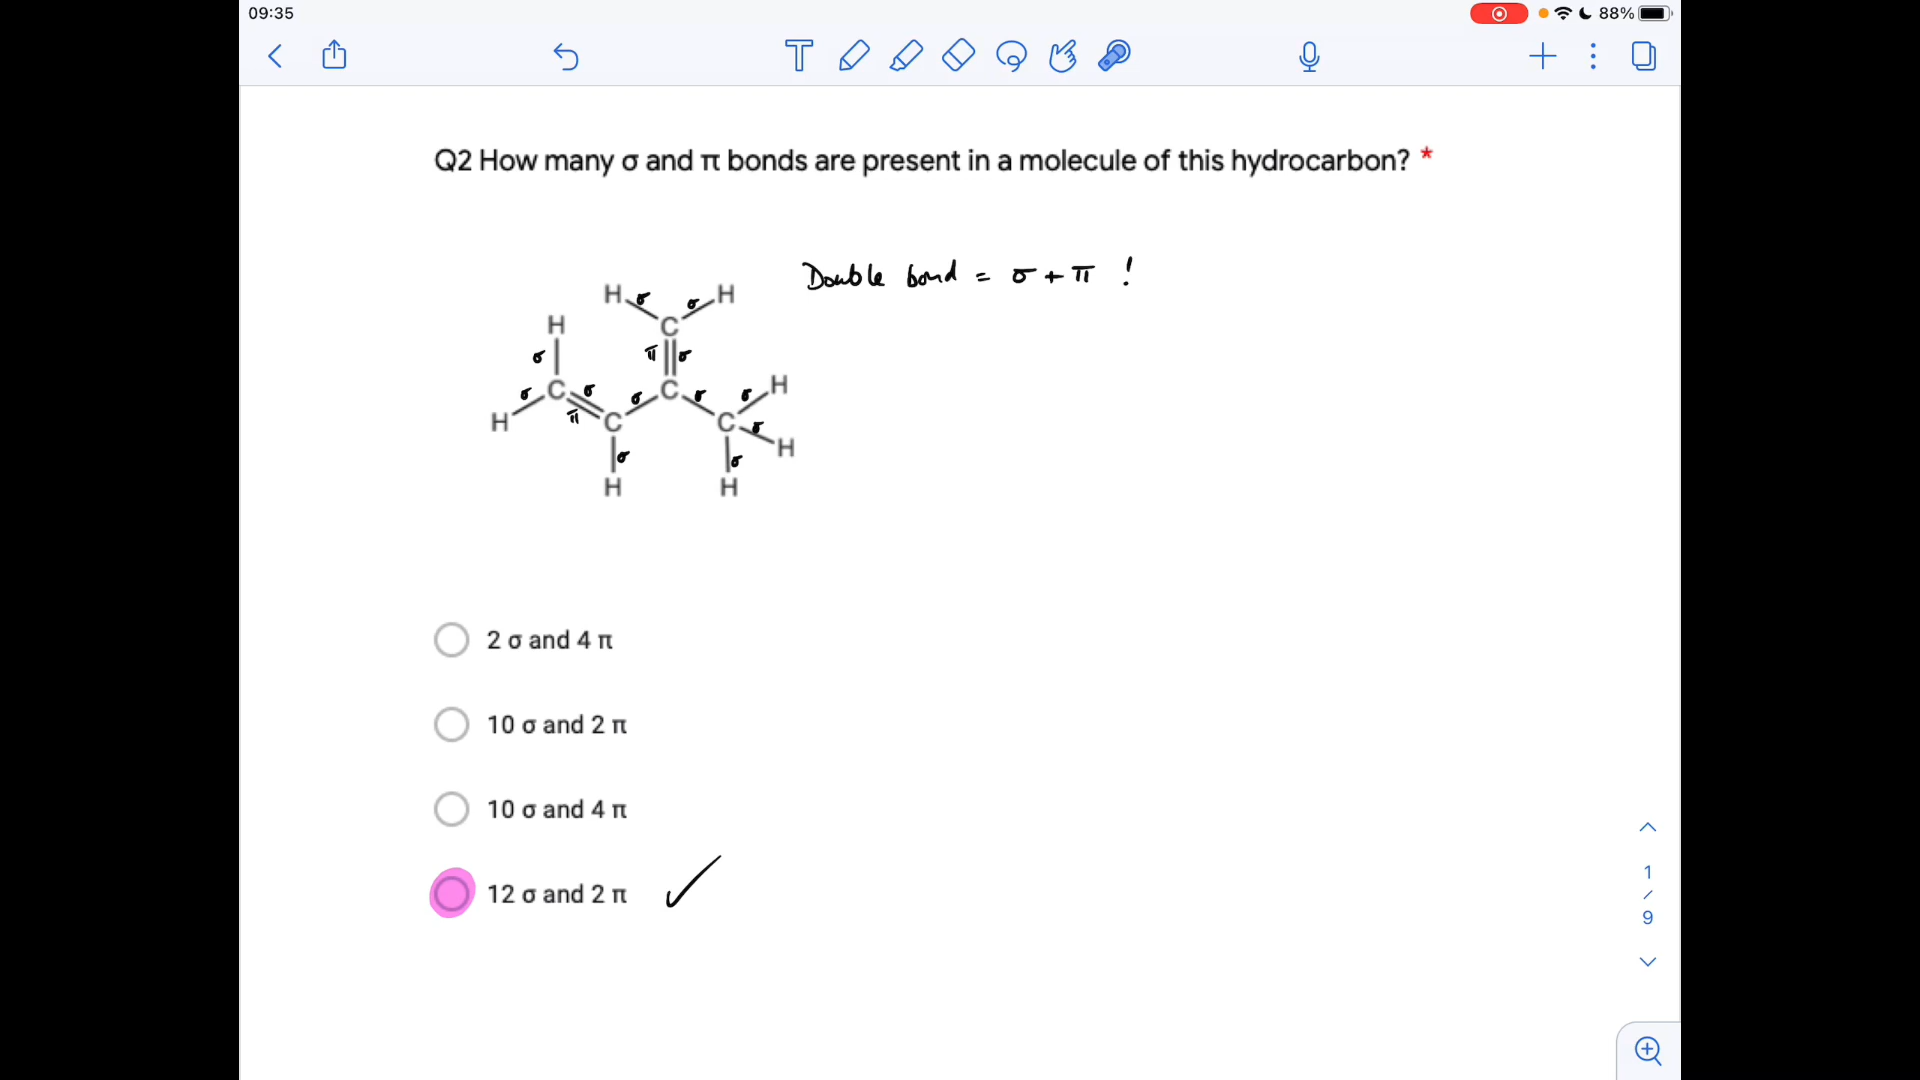 09:35
88%
Q2 How many σ and π bonds are present in a molecule of this hydrocarbon? *
Double bond = σ + π !
H σ σ H
H C
σ π σ
σ C σ σ C σ σ H
H π C C σ
σ σ H
H H
2 σ and 4 π
10 σ and 2 π
10 σ and 4 π
12 σ and 2 π
1
/
9